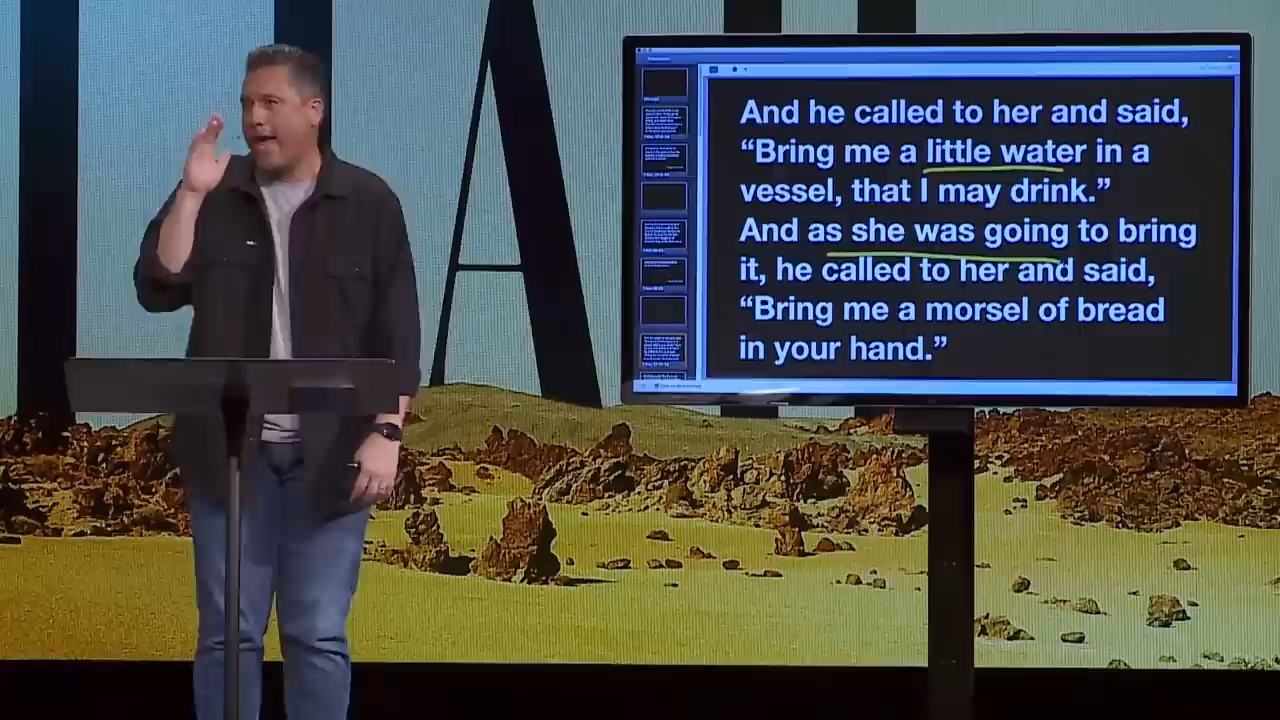 And he called to her and said,
“Bring me a little water in a
vessel, that I may drink.”
And as she was going to bring
it, he called to her and said,
“Bring me a morsel of bread
in your hand.”